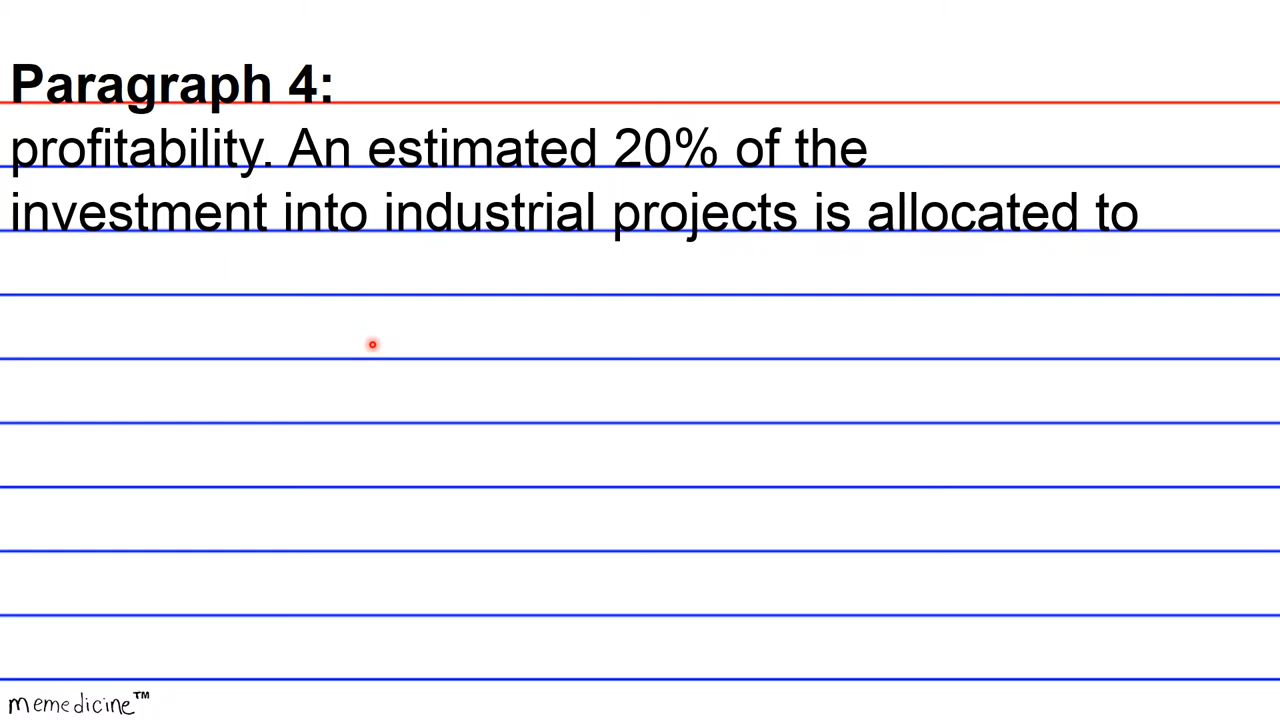 Paragraph 4:
profitability. An estimated 20% of the
investment into industrial projects is allocated to
memedicine™